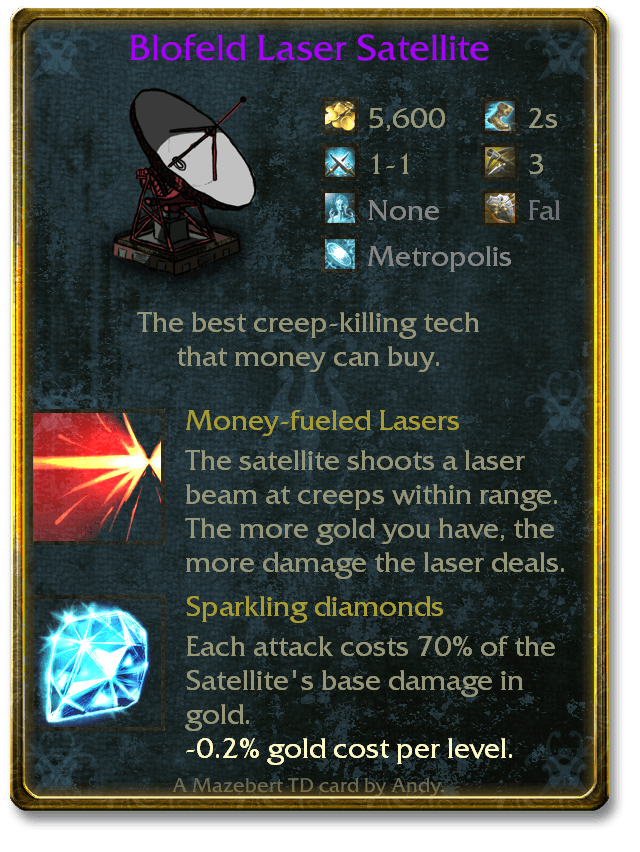 Blofeld Laser Satellite
5,600 2s
1-1 3
None Fal
Metropolis
The best creep-killing tech
that money can buy.
Money-fueled Lasers
The satellite shoots a laser
beam at creeps within range.
The more gold you have, the
more damage the laser deals.
Sparkling diamonds
Each attack costs 70% of the
Satellite's base damage in
gold.
-0.2% gold cost per level.
A Mazebert TD card by Andy.